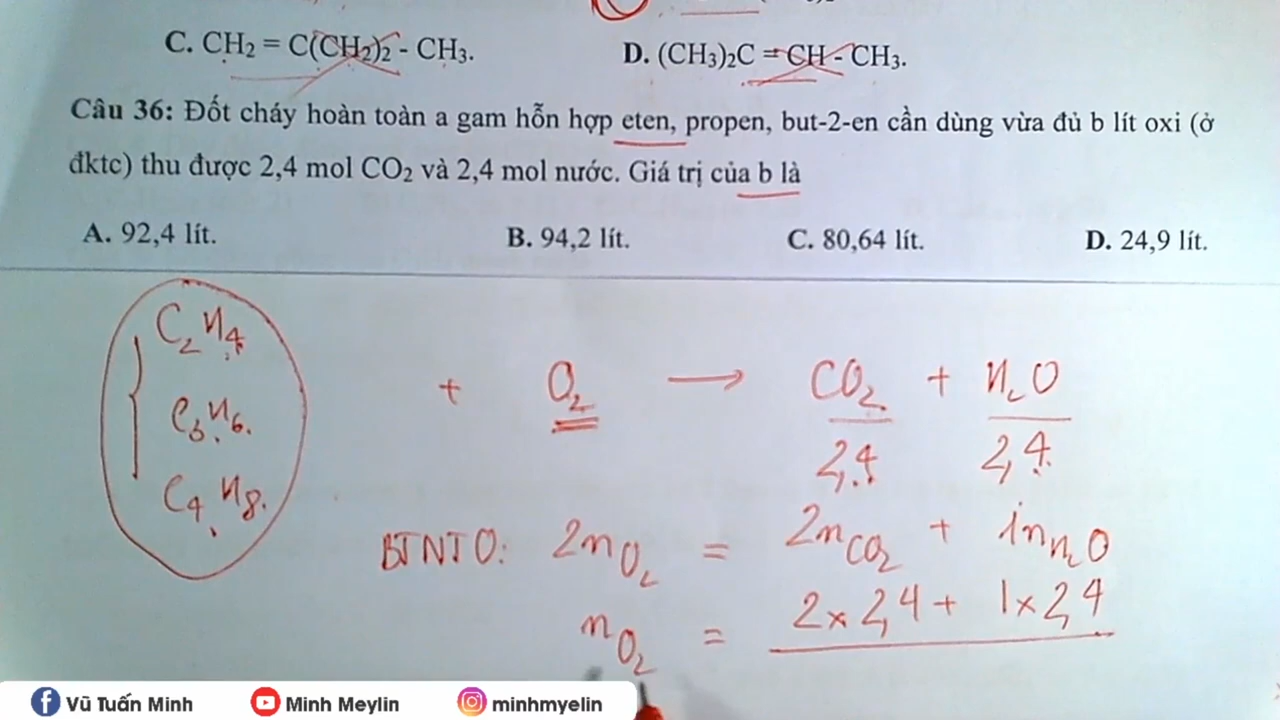 C. CH₂ = C(CH₂)₂ - CH₃. D. (CH₃)₂C = CH - CH₃.
Câu 36: Đốt cháy hoàn toàn a gam hỗn hợp eten, propen, but-2-en cần dùng vừa đủ b lít oxi (ở
đktc) thu được 2,4 mol CO₂ và 2,4 mol nước. Giá trị của b là
A. 92,4 lít. B. 94,2 lít. C. 80,64 lít. D. 24,9 lít.
C₂H₄
C₃H₆.
C₄H₈.
+ O₂ → CO₂ + H₂O
2,4 2,4
BTNT O: 2nO₂ = 2nCO₂ + 1nH₂O
nO₂ = 2 x 2,4 + 1 x 2,4
Vũ Tuấn Minh Minh Meylin minhmyelin